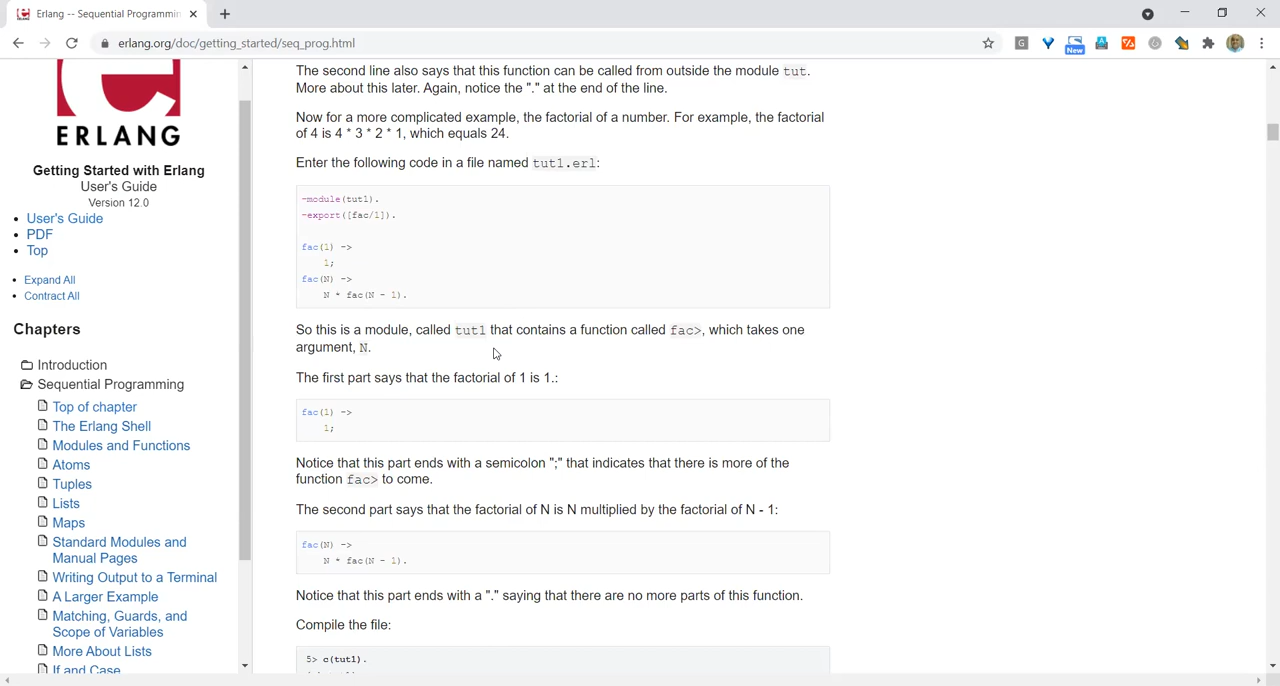 Erlang -- Sequential Programmin
erlang.org/doc/getting_started/seq_prog.html
New
ERLANG
Getting Started with Erlang
User's Guide
Version 12.0
User's Guide
PDF
Top
Expand All
Contract All
Chapters
Introduction
Sequential Programming
Top of chapter
The Erlang Shell
Modules and Functions
Atoms
Tuples
Lists
Maps
Standard Modules and
Manual Pages
Writing Output to a Terminal
A Larger Example
Matching, Guards, and
Scope of Variables
More About Lists
If and Case
The second line also says that this function can be called from outside the module tut.
More about this later. Again, notice the "." at the end of the line.
Now for a more complicated example, the factorial of a number. For example, the factorial
of 4 is 4 * 3 * 2 * 1, which equals 24.
Enter the following code in a file named tut1.erl:
-module(tut1).
-export([fac/1]).
fac(1) ->
1;
fac(N) ->
N * fac(N - 1).
So this is a module, called tut1 that contains a function called fac>, which takes one
argument, N.
The first part says that the factorial of 1 is 1.:
fac(1) ->
1;
Notice that this part ends with a semicolon ";" that indicates that there is more of the
function fac> to come.
The second part says that the factorial of N is N multiplied by the factorial of N - 1:
fac(N) ->
N * fac(N - 1).
Notice that this part ends with a "." saying that there are no more parts of this function.
Compile the file:
5> c(tut1).